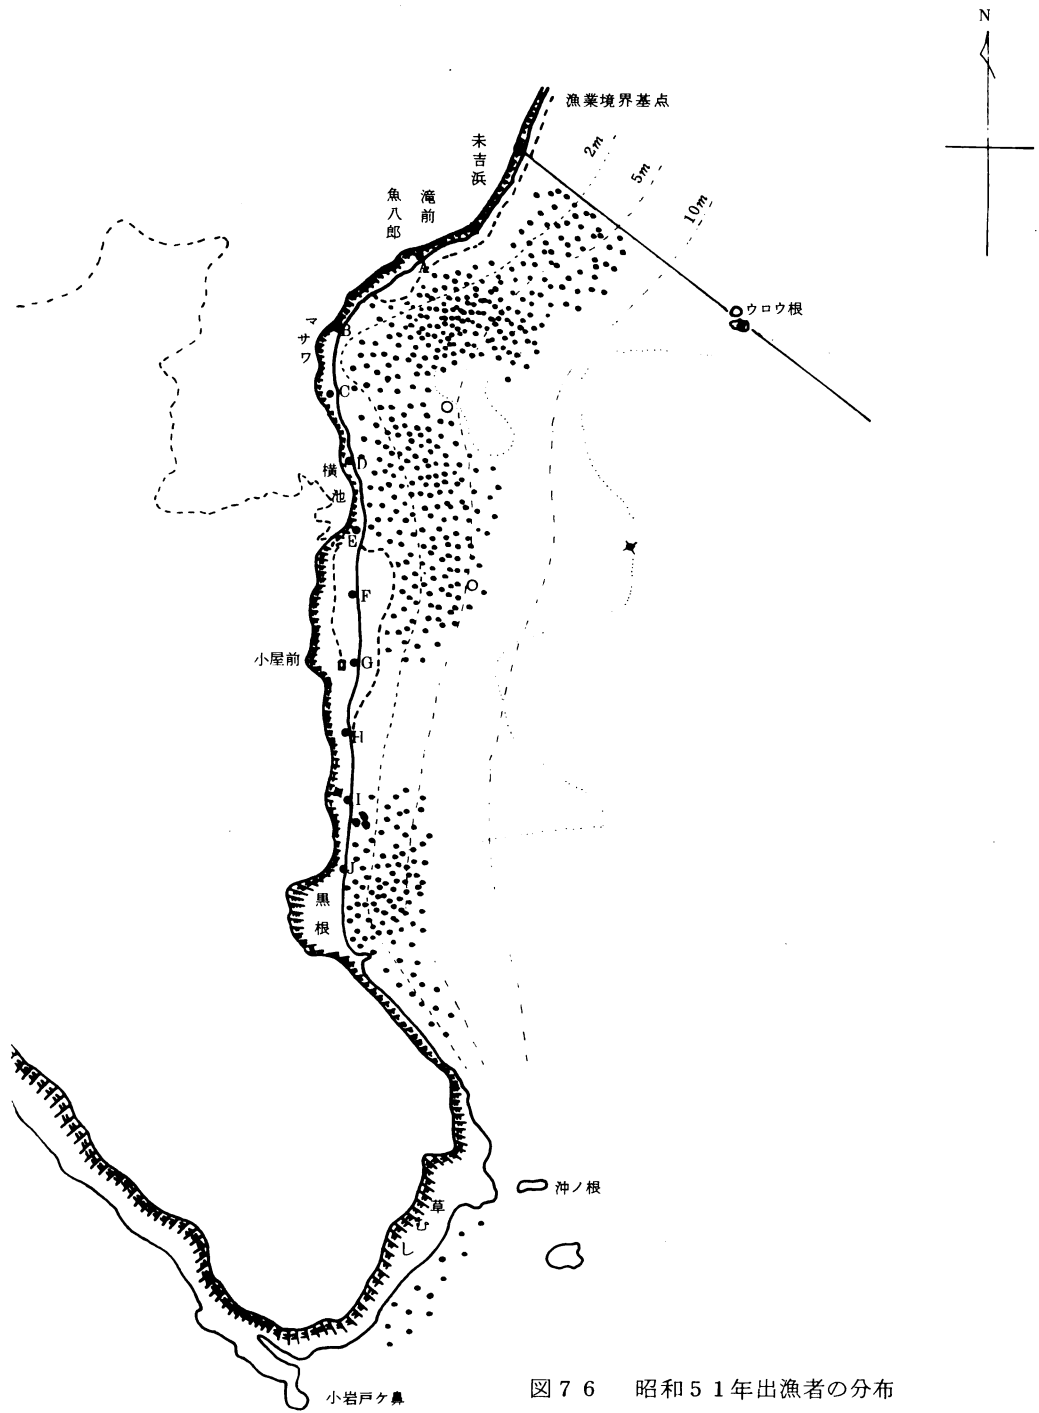 N
漁業境界基点
2m
5m
10m
未吉浜
滝前
魚八郎
A
ウロウ根
B
マサワ
C
D
横池
E
F
小屋前
G
H
I
J
黒根
沖ノ根
草むし
小岩戸ケ鼻
図76 昭和51年出漁者の分布